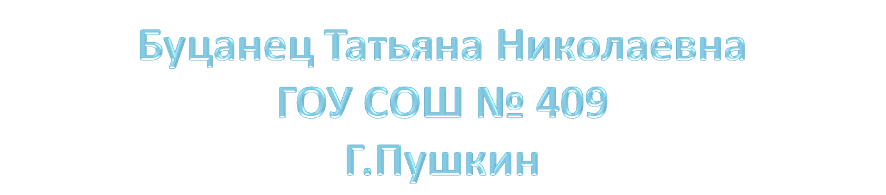 Буцанец Татьяна Николаевна
ГОУ СОШ № 409
Г.Пушкин